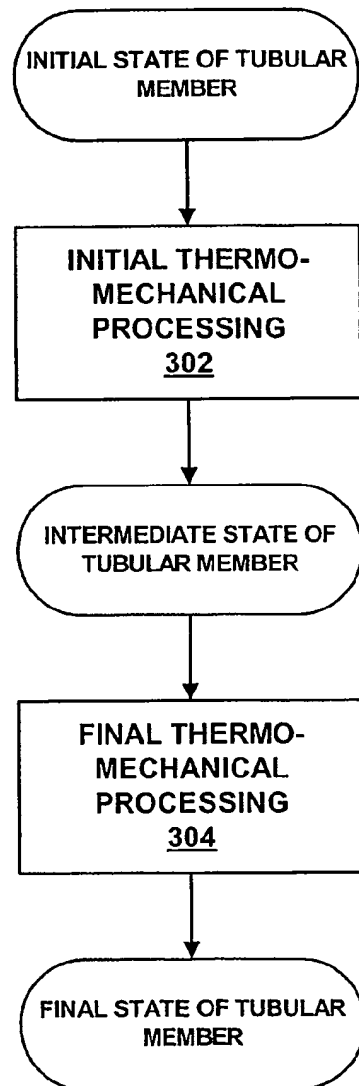 INITIAL STATE OF TUBULAR
MEMBER
INITIAL THERMO-
MECHANICAL
PROCESSING
302
INTERMEDIATE STATE OF
TUBULAR MEMBER
FINAL THERMO-
MECHANICAL
PROCESSING
304
FINAL STATE OF TUBULAR
MEMBER